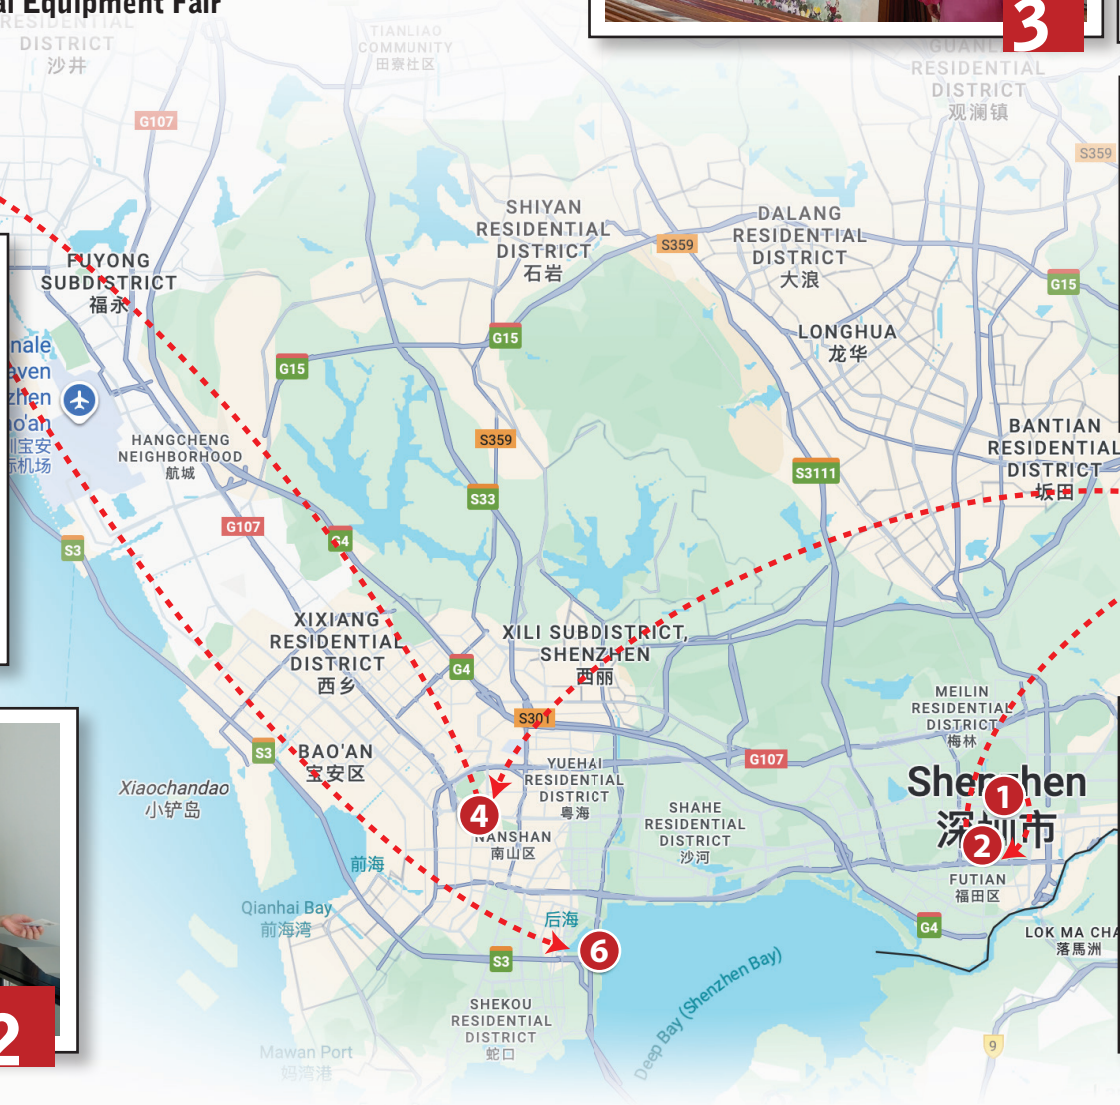 al Equipment Fair
3
RESIDENTIAL
DISTRICT
沙井
TIANLIAO
COMMUNITY
田寮社区
RESIDENTIAL
DISTRICT
观澜镇
G107
S359
SHIYAN
RESIDENTIAL
DISTRICT
石岩
DALANG
RESIDENTIAL
DISTRICT
大浪
S359
FUYONG
SUBDISTRICT
福永
G15
G15
LONGHUA
龙华
nale
aven
zhen
ao'an
圳宝安
际机场
G15
HANGCHENG
NEIGHBORHOOD
航城
S359
BANTIAN
RESIDENTIAL
DISTRICT
坂田
S3111
S33
G107
G4
S3
XIXIANG
RESIDENTIAL
DISTRICT
西乡
XILI SUBDISTRICT,
SHENZHEN
西丽
G4
MEILIN
RESIDENTIAL
DISTRICT
梅林
S301
S3
BAO'AN
宝安区
YUEHAI
RESIDENTIAL
DISTRICT
粤海
G107
Shenzhen
深圳市
1
2
Xiaochandao
小铲岛
4
NANSHAN
南山区
SHAHE
RESIDENTIAL
DISTRICT
沙河
前海
FUTIAN
福田区
Qianhai Bay
前海湾
后海
6
G4
LOK MA CHA
落馬洲
S3
Deep Bay (Shenzhen Bay)
SHEKOU
RESIDENTIAL
DISTRICT
蛇口
2
Mawan Port
妈湾港
9